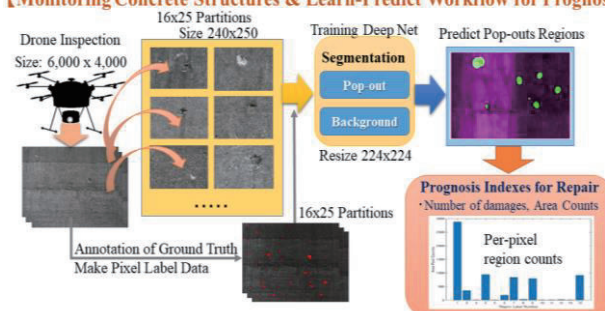 【Monitoring Concrete Structures & Learn-Predict Workflow for Prognos
Drone Inspection
Size: 6,000 x 4,000
16x25 Partitions
Size 240x250
Training Deep Net
Segmentation
Pop-out
Background
Resize 224x224
Predict Pop-outs Regions
.....
Annotation of Ground Truth
Make Pixel Label Data
16x25 Partitions
Prognosis Indexes for Repair
・Number of damages, Area Counts
Per-pixel
region counts